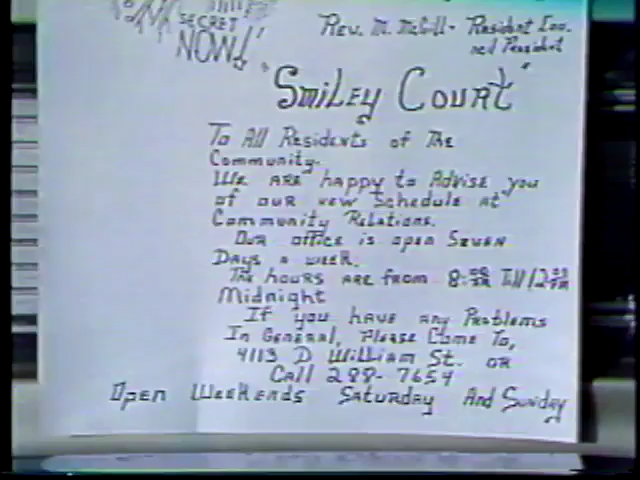 SECRET
NOW!
Rev. M. McGill- Resident Cou.
ned President
"Smiley Court"
To All Residents of The
Community.
We are happy to Advise you
of our new Schedule at
Community Relations.
Our office is open Seven
Days a week.
The hours are from 8:00 AM Till 12:00 AM
Midnight
If you have any Problems
In General, Please Come To,
4113 D William St. or
Call 288-7654
Open Weekends Saturday And Sunday